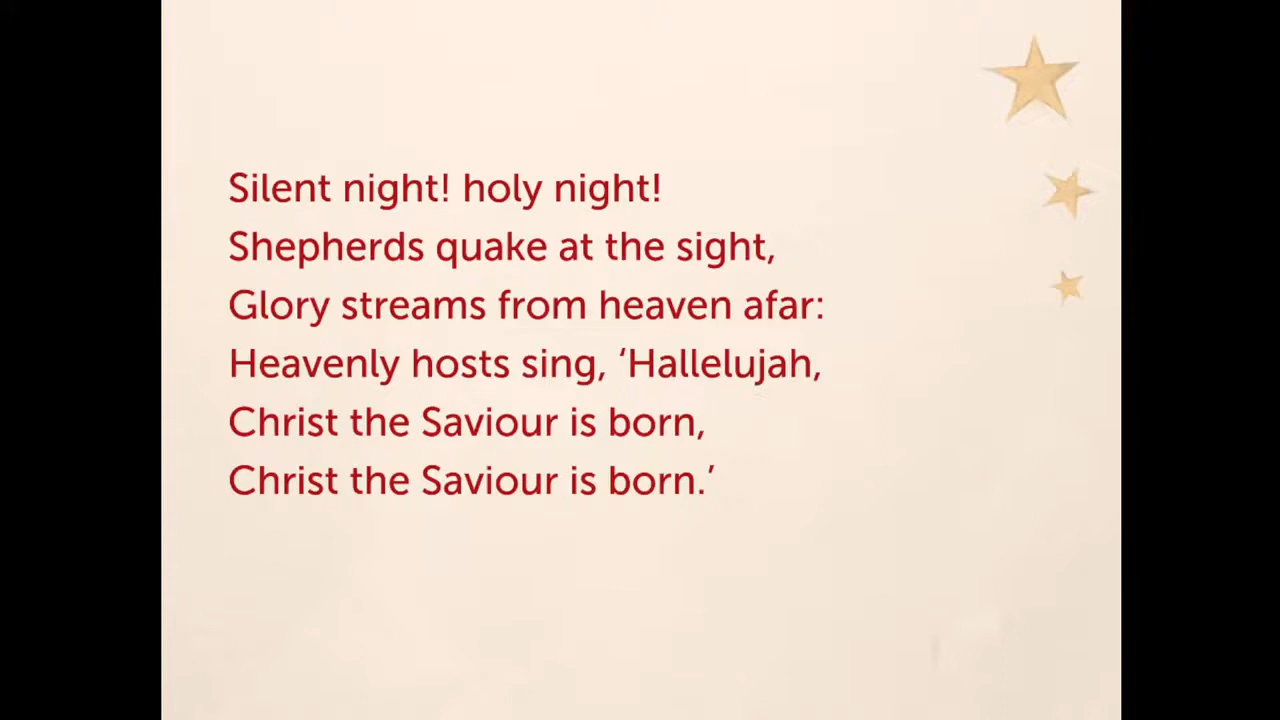 Silent night! holy night!
Shepherds quake at the sight,
Glory streams from heaven afar:
Heavenly hosts sing, ‘Hallelujah,
Christ the Saviour is born,
Christ the Saviour is born.’